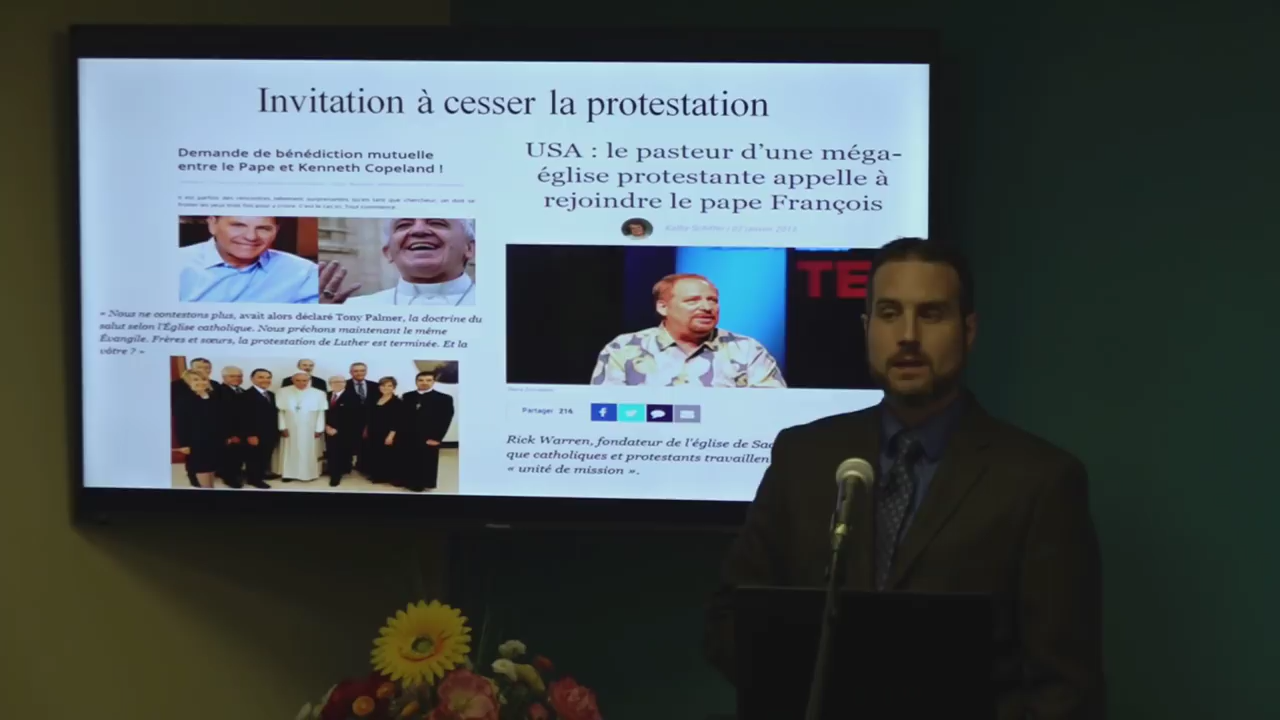 Invitation à cesser la protestation
Demande de bénédiction mutuelle
entre le Pape et Kenneth Copeland !
« Nous ne contestons plus, avait alors déclaré Tony Palmer, la doctrine du
salut selon l'Église catholique. Nous prêchons maintenant le même
Évangile. Frères et sœurs, la protestation de Luther est terminée. Et la
vôtre ? »
USA : le pasteur d'une méga-
église protestante appelle à
rejoindre le pape François
TE
Partager 216
Rick Warren, fondateur de l'église de
que catholiques et protestants
« unité de mission ».